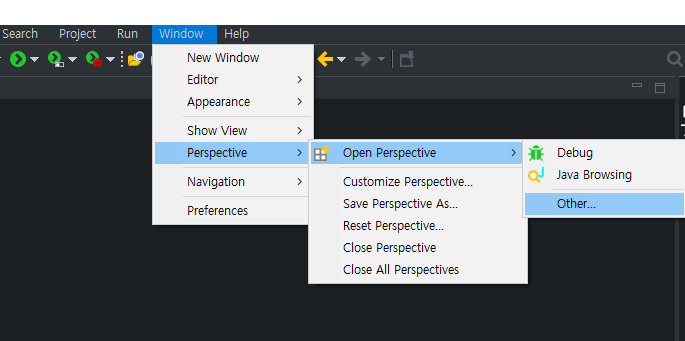 Search Project Run Window Help
New Window
Editor
Appearance
Show View
Perspective
Navigation
Preferences
Open Perspective
Customize Perspective...
Save Perspective As...
Reset Perspective...
Close Perspective
Close All Perspectives
Debug
Java Browsing
Other...